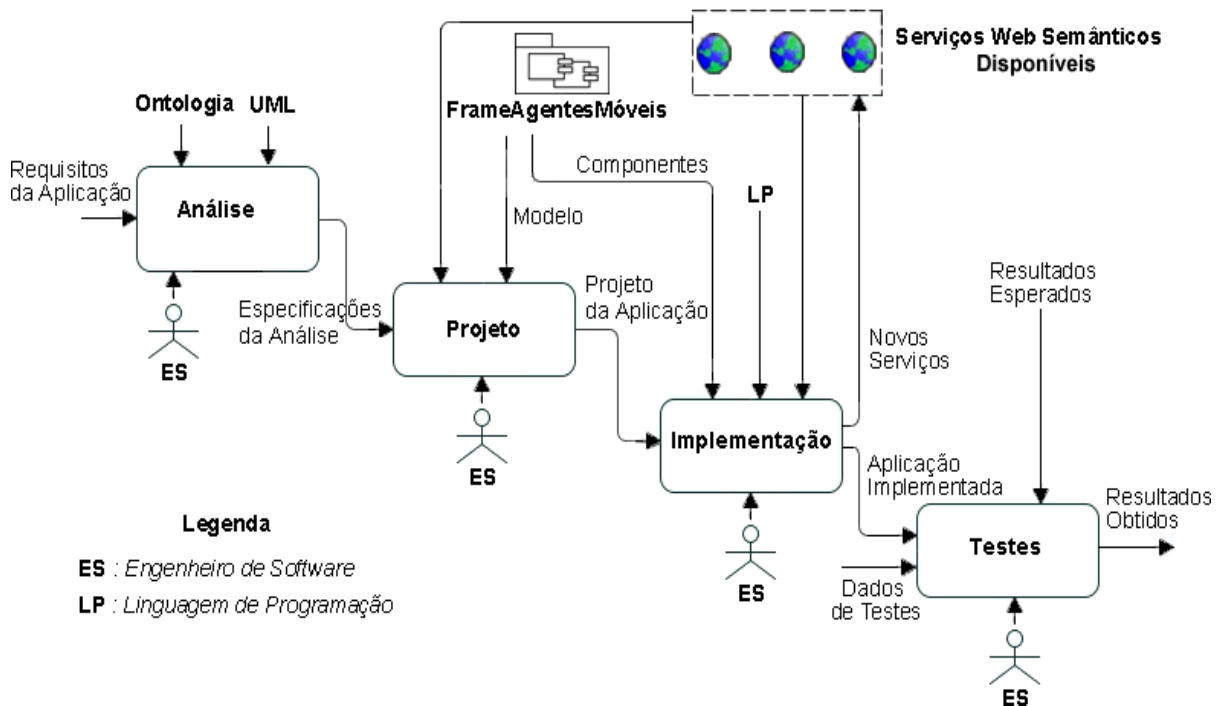 Serviços Web Semânticos
Disponíveis
FrameAgentesMóveis
Ontologia UML
Requisitos
da Aplicação
Análise
Componentes
LP
Modelo
Resultados
Esperados
Especificações
da Análise
Projeto
da Aplicação
Projeto
ES
Novos
Serviços
Implementação
ES
Aplicação
Implementada
Resultados
Obtidos
Testes
Legenda
ES : Engenheiro de Software
LP : Linguagem de Programação
ES
Dados
de Testes
ES